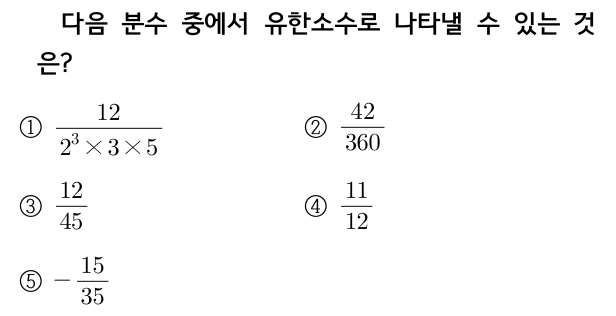 다음 분수 중에서 유한소수로 나타낼 수 있는 것
은?
① $\frac{12}{2^3 \times 3 \times 5}$ ② $\frac{42}{360}$
③ $\frac{12}{45}$ ④ $\frac{11}{12}$
⑤ $-\frac{15}{35}$